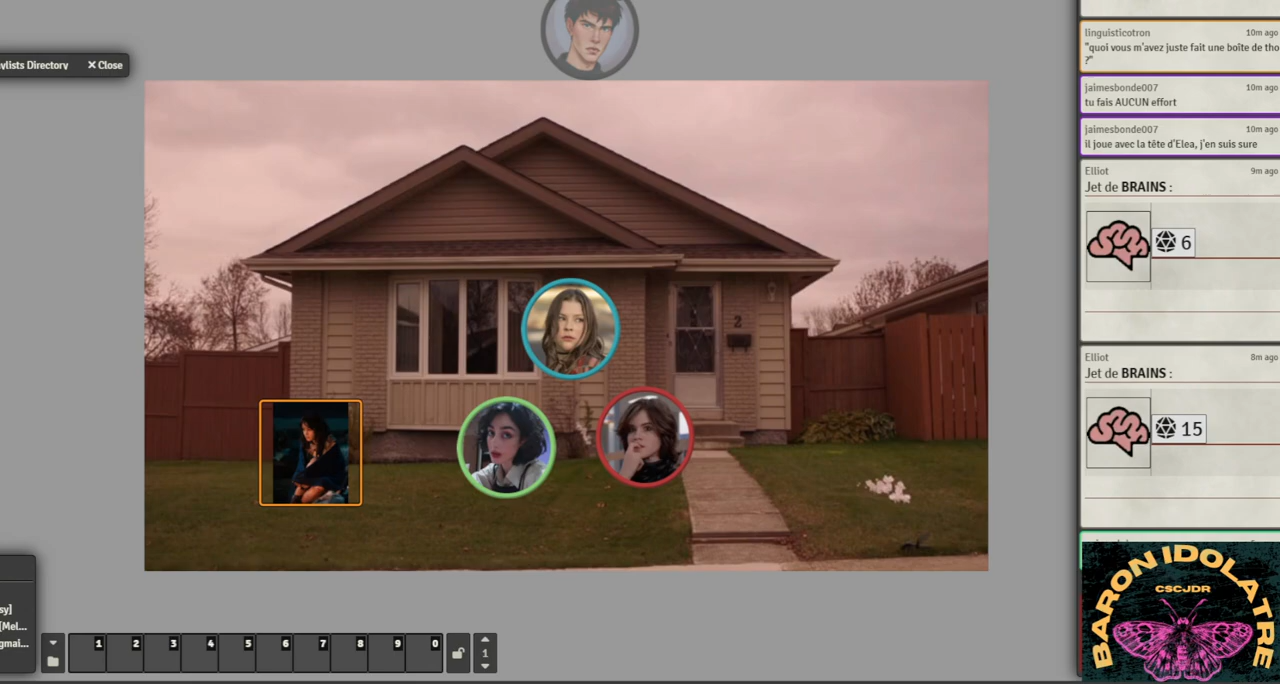 ylists Directory
Close
linguisticotron 10m ago
"quoi vous m'avez juste fait une boîte de tho
?"
jaimesbonde007 10m ago
tu fais AUCUN effort
jaimesbonde007 10m ago
il joue avec la tête d'Elea, j'en suis sure
Elliot 9m ago
Jet de BRAINS :
6
Elliot 8m ago
Jet de BRAINS :
15
2
BARON IDOLATRE
CSCJDR
sy]
[Mel...
gmai...
1 2 3 4 5 6 7 8 9 0
1